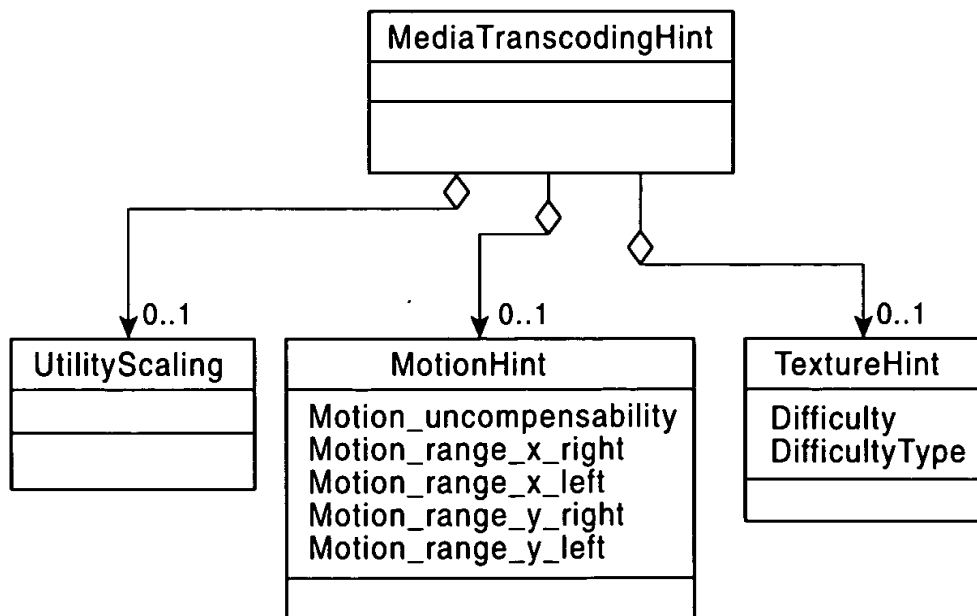 MediaTranscodingHint
0..1
0..1
0..1
UtilityScaling
MotionHint
TextureHint
Motion_uncompensability
Motion_range_x_right
Motion_range_x_left
Motion_range_y_right
Motion_range_y_left
Difficulty
DifficultyType